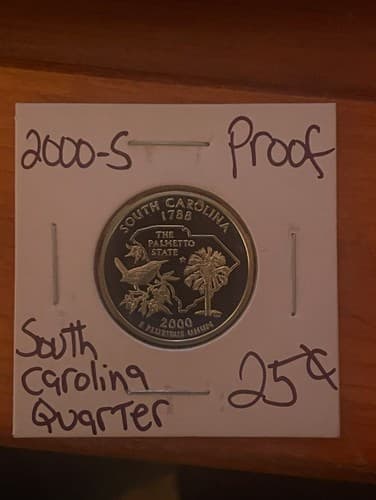 2000-S Proof
SOUTH CAROLINA
1788
THE
PALMETTO
STATE
2000
E PLURIBUS UNUM
South
Carolina
Quarter
25¢